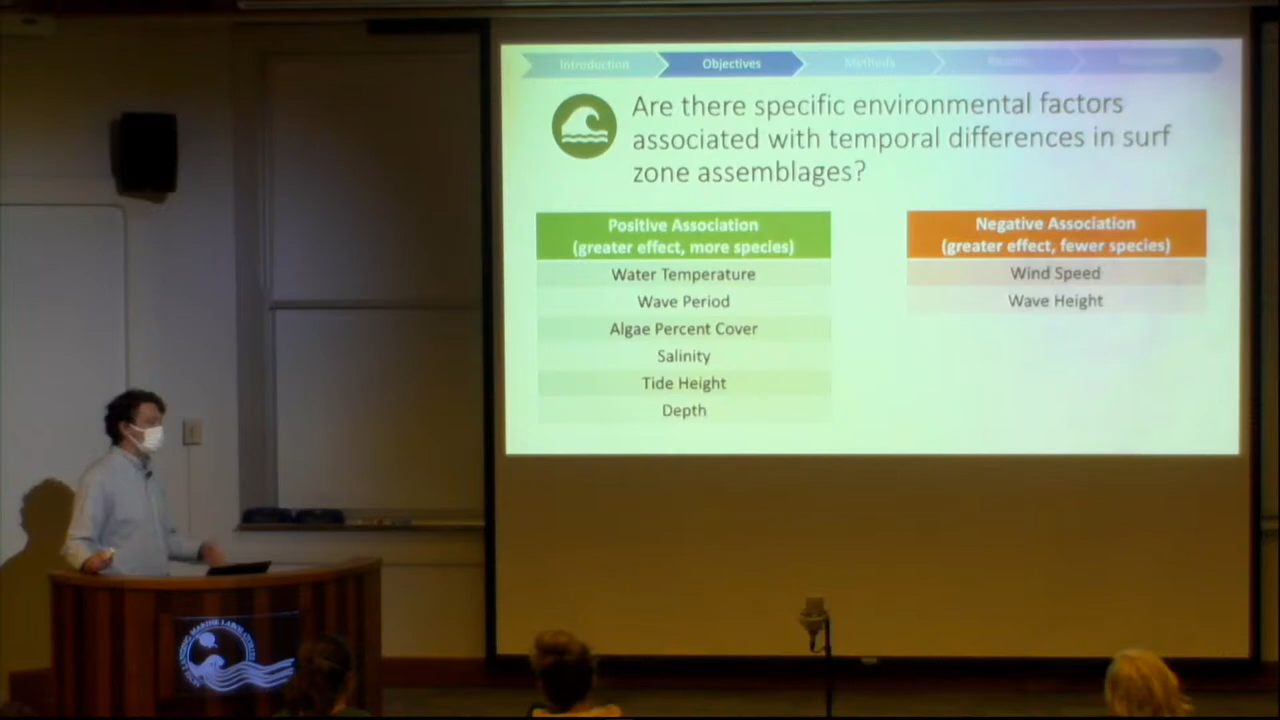 Introduction
Objectives
Methods
Results
Are there specific environmental factors
associated with temporal differences in surf
zone assemblages?
Positive Association
(greater effect, more species)
Water Temperature
Wave Period
Algae Percent Cover
Salinity
Tide Height
Depth
Negative Association
(greater effect, fewer species)
Wind Speed
Wave Height
MARINE